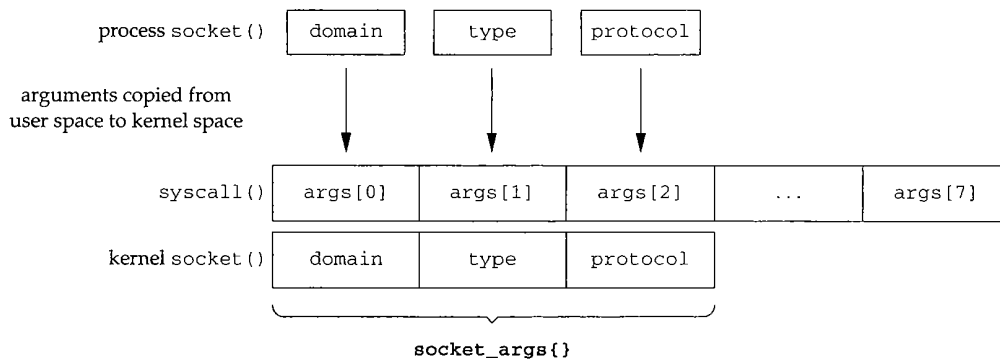 process socket() domain type protocol
arguments copied from
user space to kernel space
syscall() args[0] args[1] args[2] ... args[7]
kernel socket() domain type protocol
socket_args{}